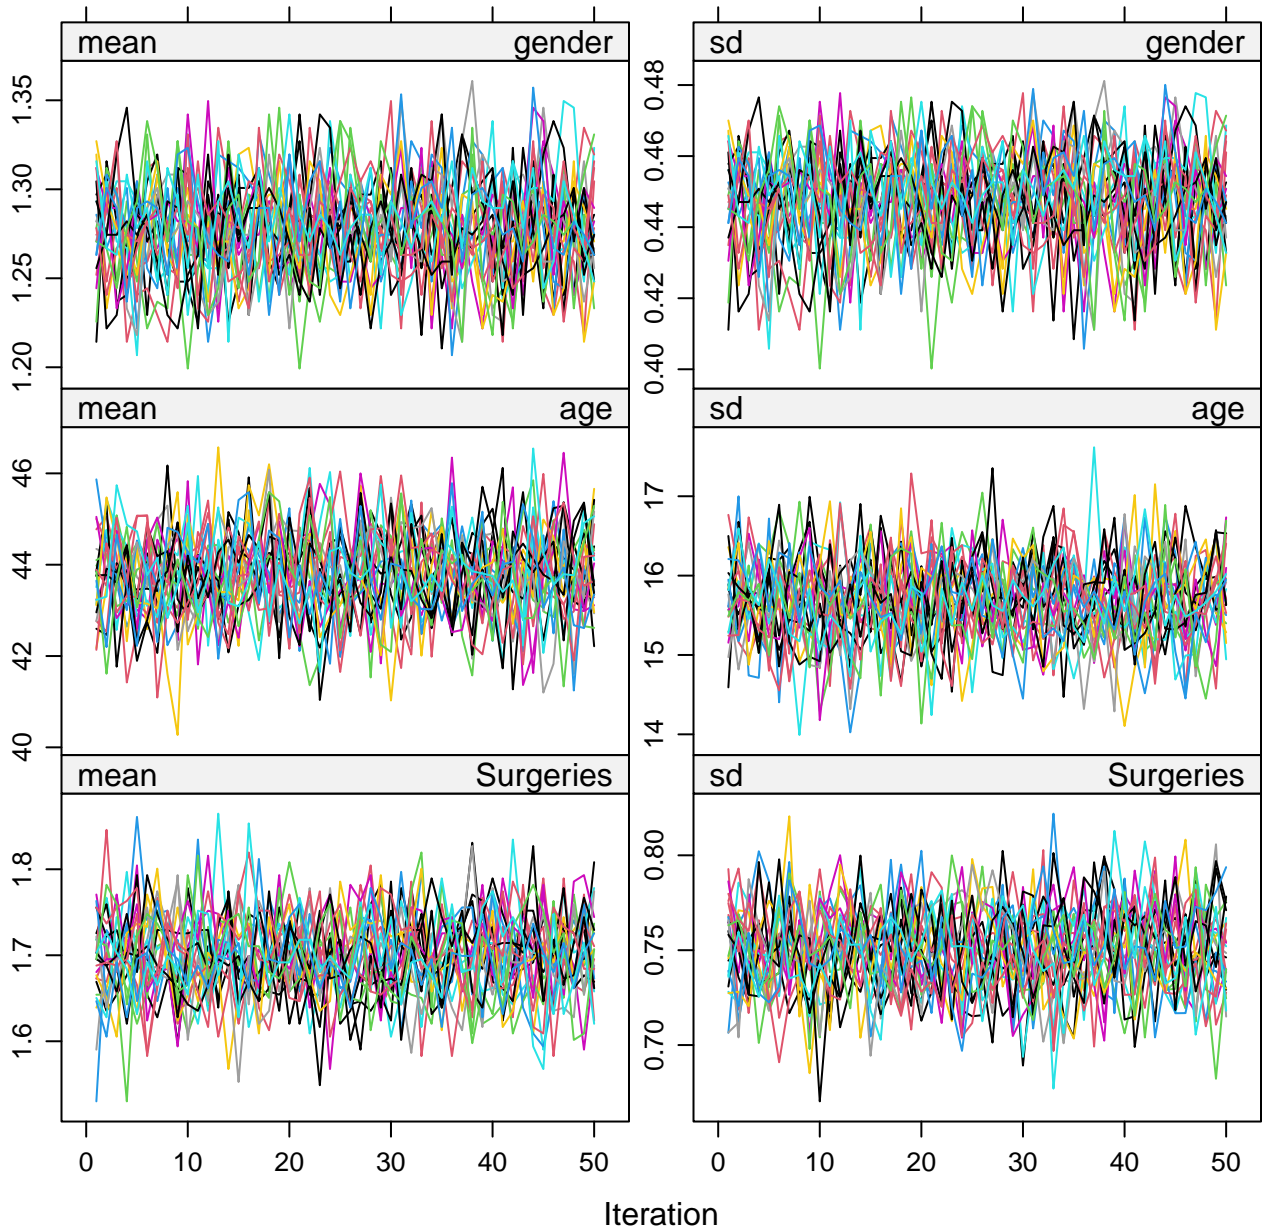 mean gender
sd gender
1.20 1.25 1.30 1.35
0.40 0.42 0.44 0.46 0.48
mean age
sd age
40 42 44 46
14 15 16 17
mean Surgeries
sd Surgeries
1.6 1.7 1.8
0.70 0.75 0.80
0 10 20 30 40 50
0 10 20 30 40 50
Iteration